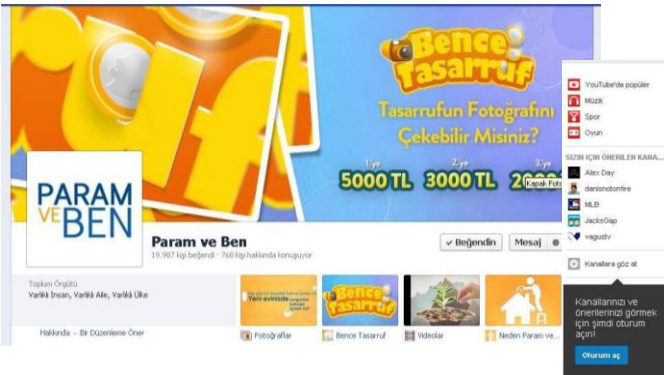 Bence
Tasarruf
Tasarrufun Fotoğrafını
Çekebilir Misiniz?
1.'ye
2.'ye
3.'ye
5000 TL
3000 TL
Kapak Foto
PARAM
VE BEN
Param ve Ben
19.987 kişi beğendi · 760 kişi hakkında konuşuyor
Beğendin
Mesaj
Toplum Örgütü
Varlıklı İnsan, Varlıklı Aile, Varlıklı Ülke
Hakkında - Bir Düzenleme Öner
Yeni evinizde
Bence
Tasarruf
Fotoğraflar
Bence Tasarruf
Videolar
Neden Param ve...
YouTube'da popüler
Müzik
Spor
Oyun
SİZİN İÇİN ÖNERİLEN KANA...
Alex Day
danisnotonfire
MLB
JacksGap
vagustv
Kanallara göz at
Kanallarınızı ve
önerilerinizi görmek
için şimdi oturum
açın!
Oturum aç